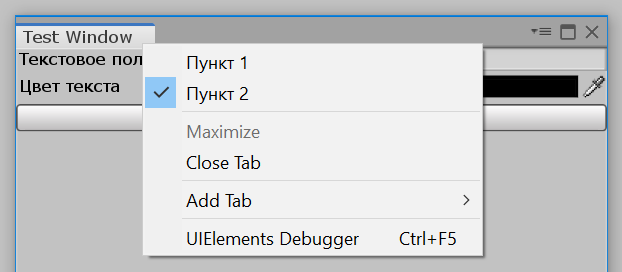 Test Window
Текстовое пол
Цвет текста
Пункт 1
Пункт 2
Maximize
Close Tab
Add Tab
UIElements Debugger Ctrl+F5